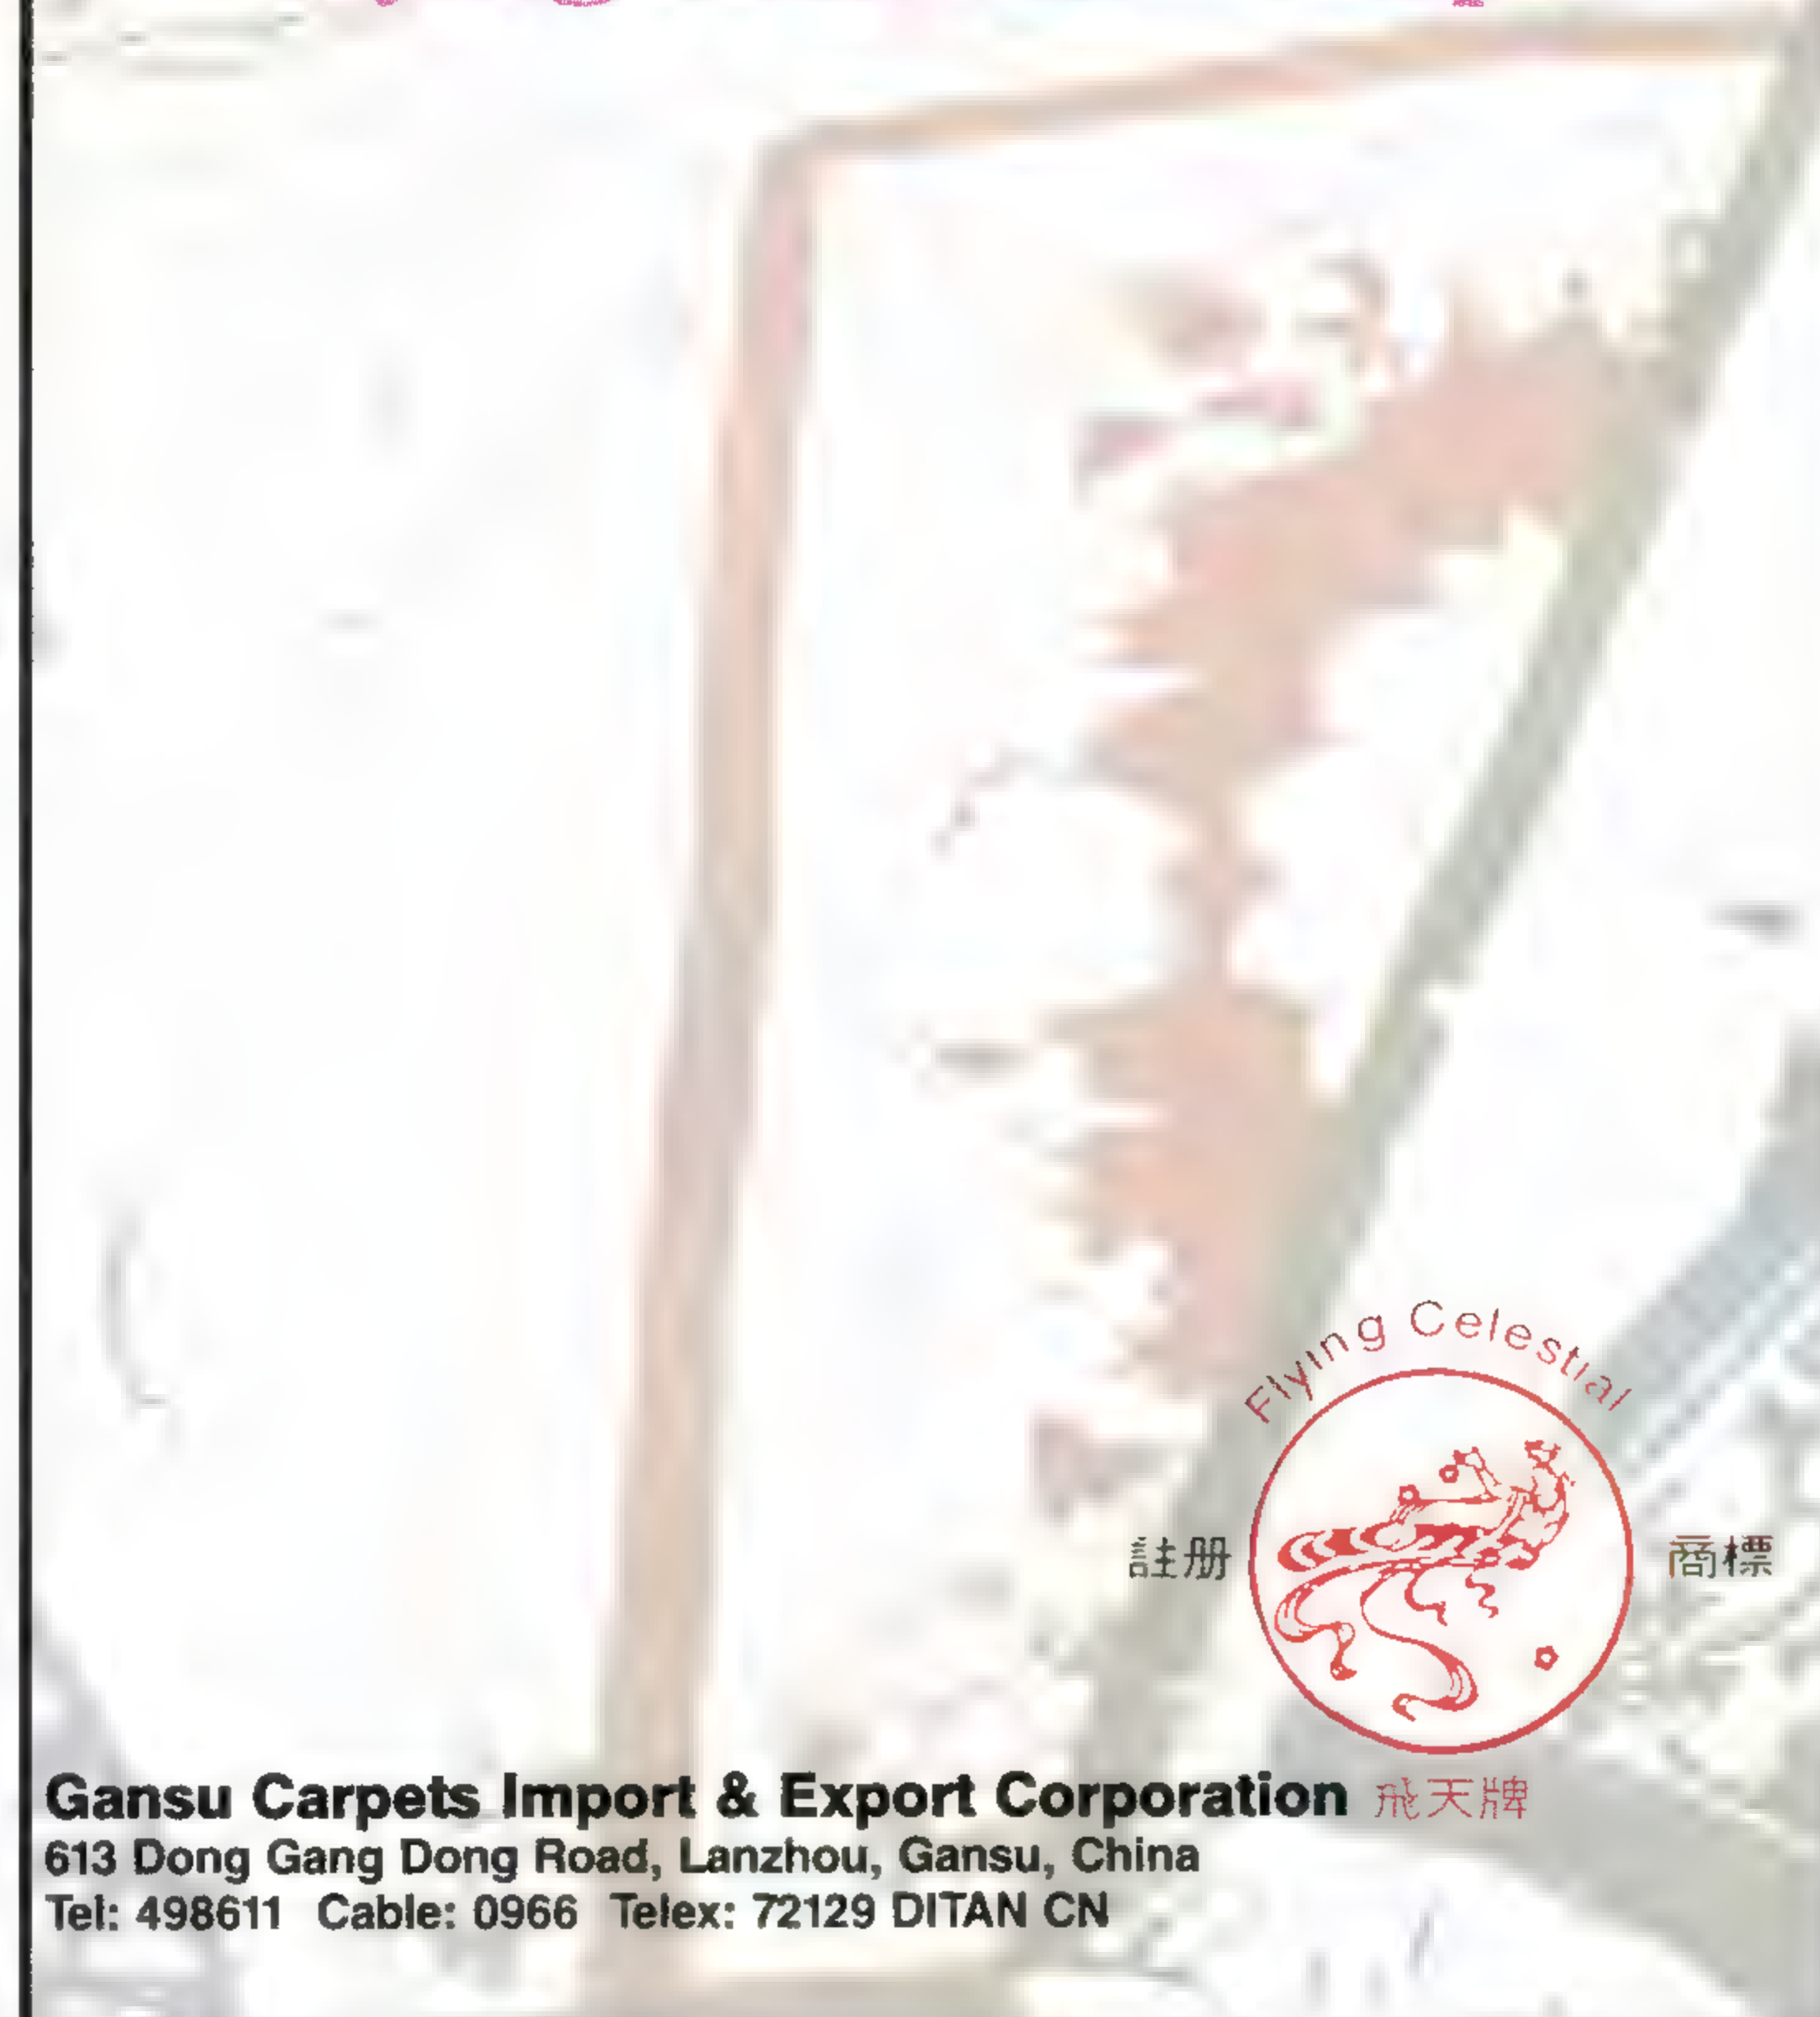 Flying Celestial
註册 商標
Gansu Carpets Import & Export Corporation 飛天牌
613 Dong Gang Dong Road, Lanzhou, Gansu, China
Tel: 498611 Cable: 0966 Telex: 72129 DITAN CN